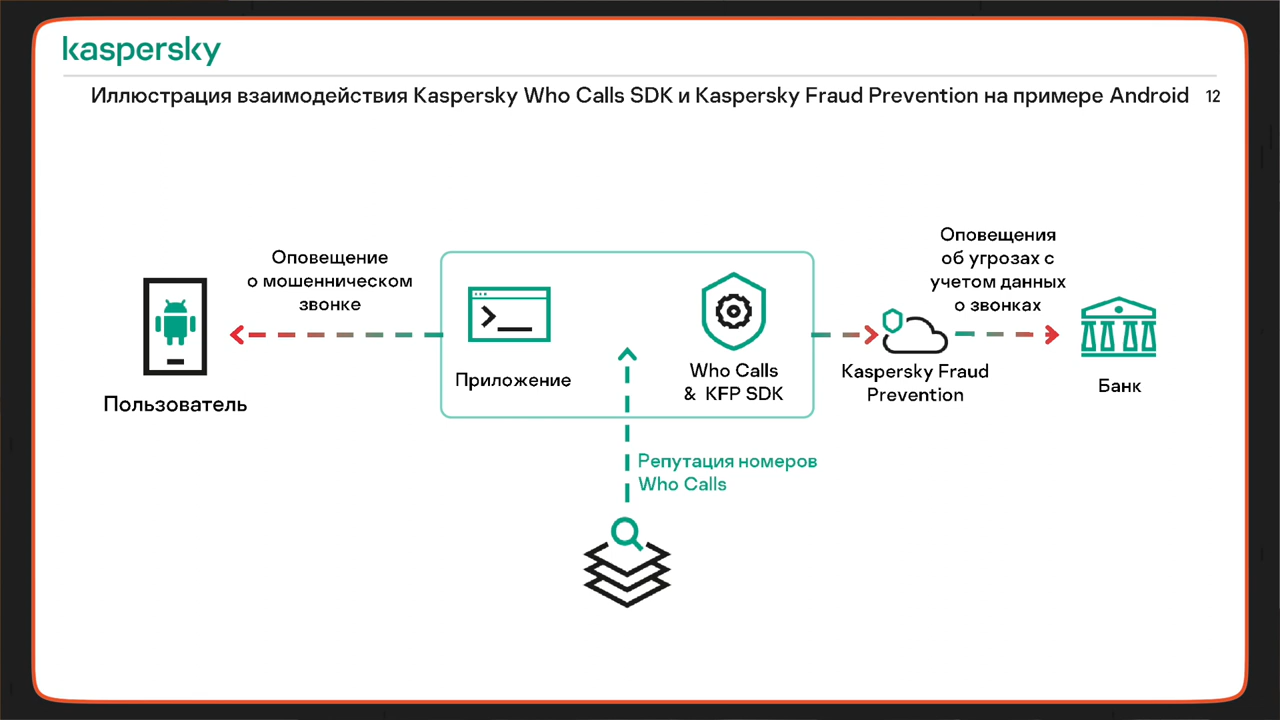 kaspersky
Иллюстрация взаимодействия Kaspersky Who Calls SDK и Kaspersky Fraud Prevention на примере Android 12
Оповещение
о мошенническом
звонке
Пользователь
Приложение
Who Calls
& KFP SDK
Репутация номеров
Who Calls
Kaspersky Fraud
Prevention
Оповещения
об угрозах с
учетом данных
о звонках
Банк